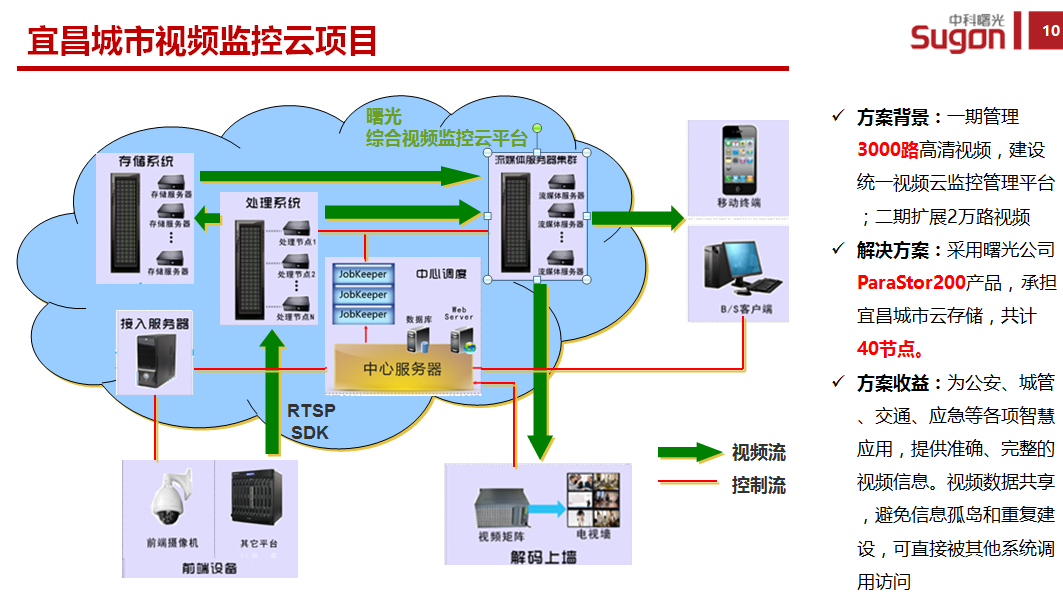 宜昌城市视频监控云项目
中科曙光
Sugon
10
曙光
综合视频监控云平台
存储系统
存储服务器
存储服务器
存储服务器
处理系统
处理节点1
处理节点2
处理节点N
流媒体服务器集群
流媒体服务器
流媒体服务器
流媒体服务器
移动终端
B/S客户端
JobKeeper
JobKeeper
JobKeeper
中心调度
数据库
Web
Server
中心服务器
接入服务器
RTSP
SDK
前端摄像机
其它平台
前端设备
视频矩阵
电视墙
解码上墙
视频流
控制流
✓ 方案背景：一期管理
3000路高清视频，建设
统一视频云监控管理平台
；二期扩展2万路视频
✓ 解决方案：采用曙光公司
ParaStor200产品，承担
宜昌城市云存储，共计
40节点。
✓ 方案收益：为公安、城管
、交通、应急等各项智慧
应用，提供准确、完整的
视频信息。视频数据共享
，避免信息孤岛和重复建
设，可直接被其他系统调
用访问